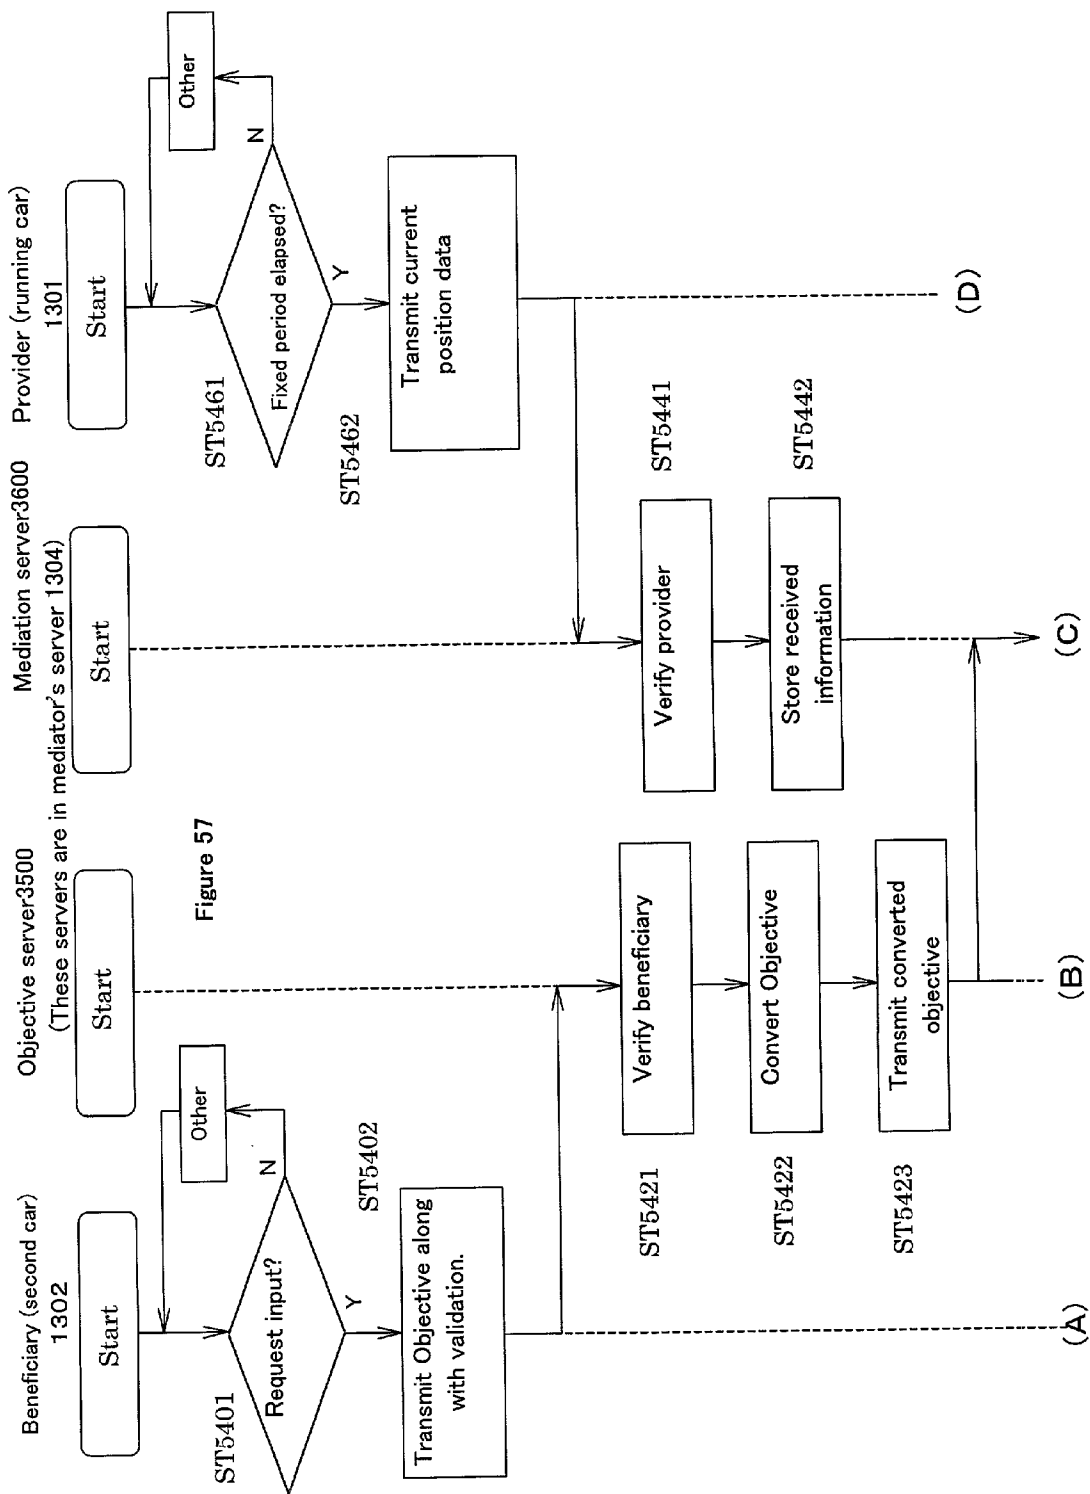 Beneficiary (second car)
1302
Start
Other
ST5401
Request input?
N
Y
ST5402
Transmit Objective along
with validation.
(A)
Objective server3500
Mediation server3600
(These servers are in mediator's server 1304)
Start
Figure 57
ST5421
Verify beneficiary
ST5422
Convert Objective
ST5423
Transmit converted
objective
(B)
Start
Verify provider
ST5441
Store received
information
ST5442
(C)
Provider (running car)
1301
Start
Other
ST5461
Fixed period elapsed?
N
Y
ST5462
Transmit current
position data
(D)